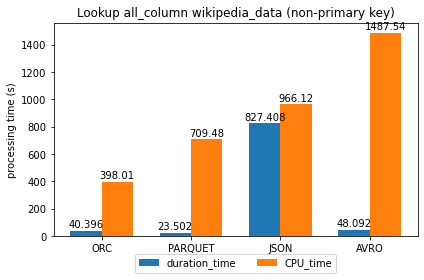 Lookup all_column wikipedia_data (non-primary key)
processing time (s)
1400
1200
1000
800
600
400
200
0
40.396
398.01
23.502
709.48
827.408
966.12
48.092
1487.54
ORC
PARQUET
JSON
AVRO
duration_time
CPU_time